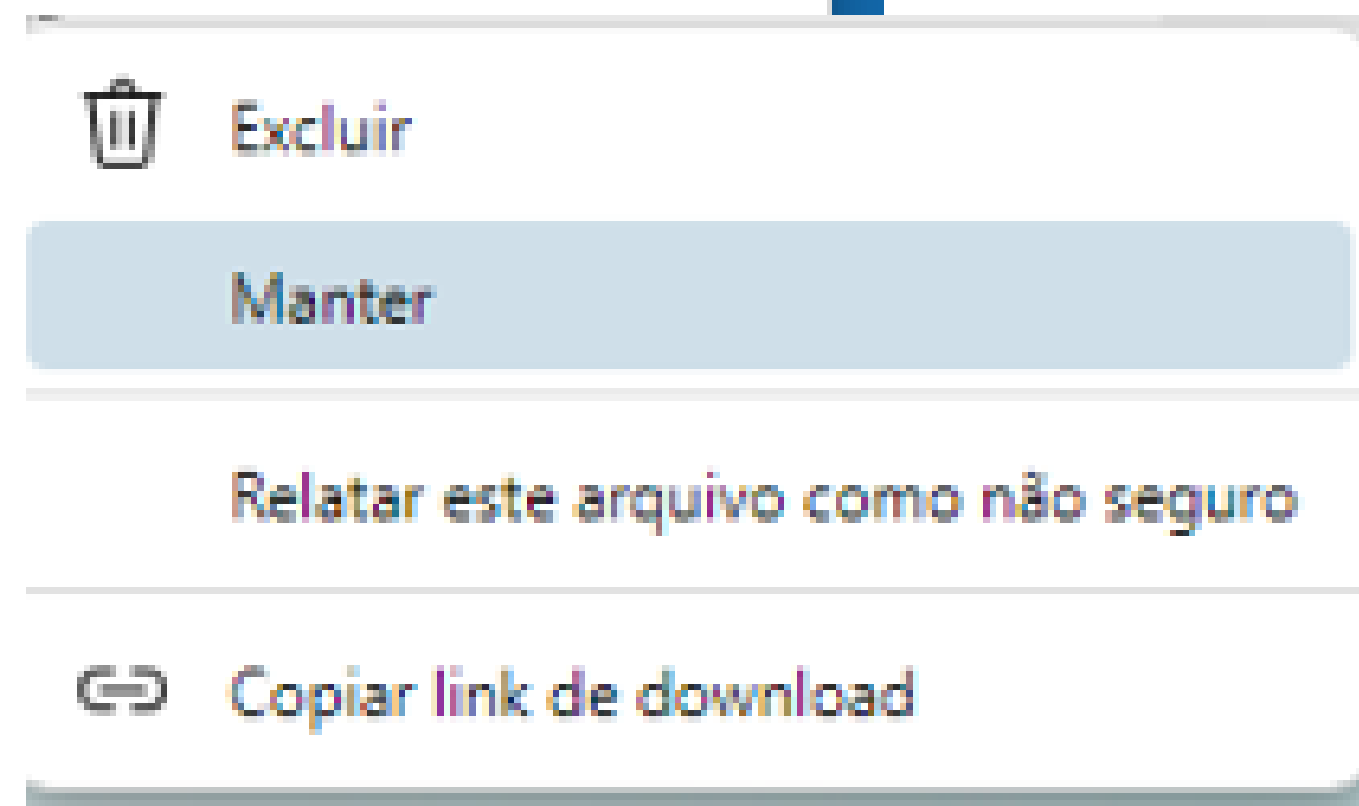 Excluir
Manter
Relatar este arquivo como não seguro
Copiar link de download